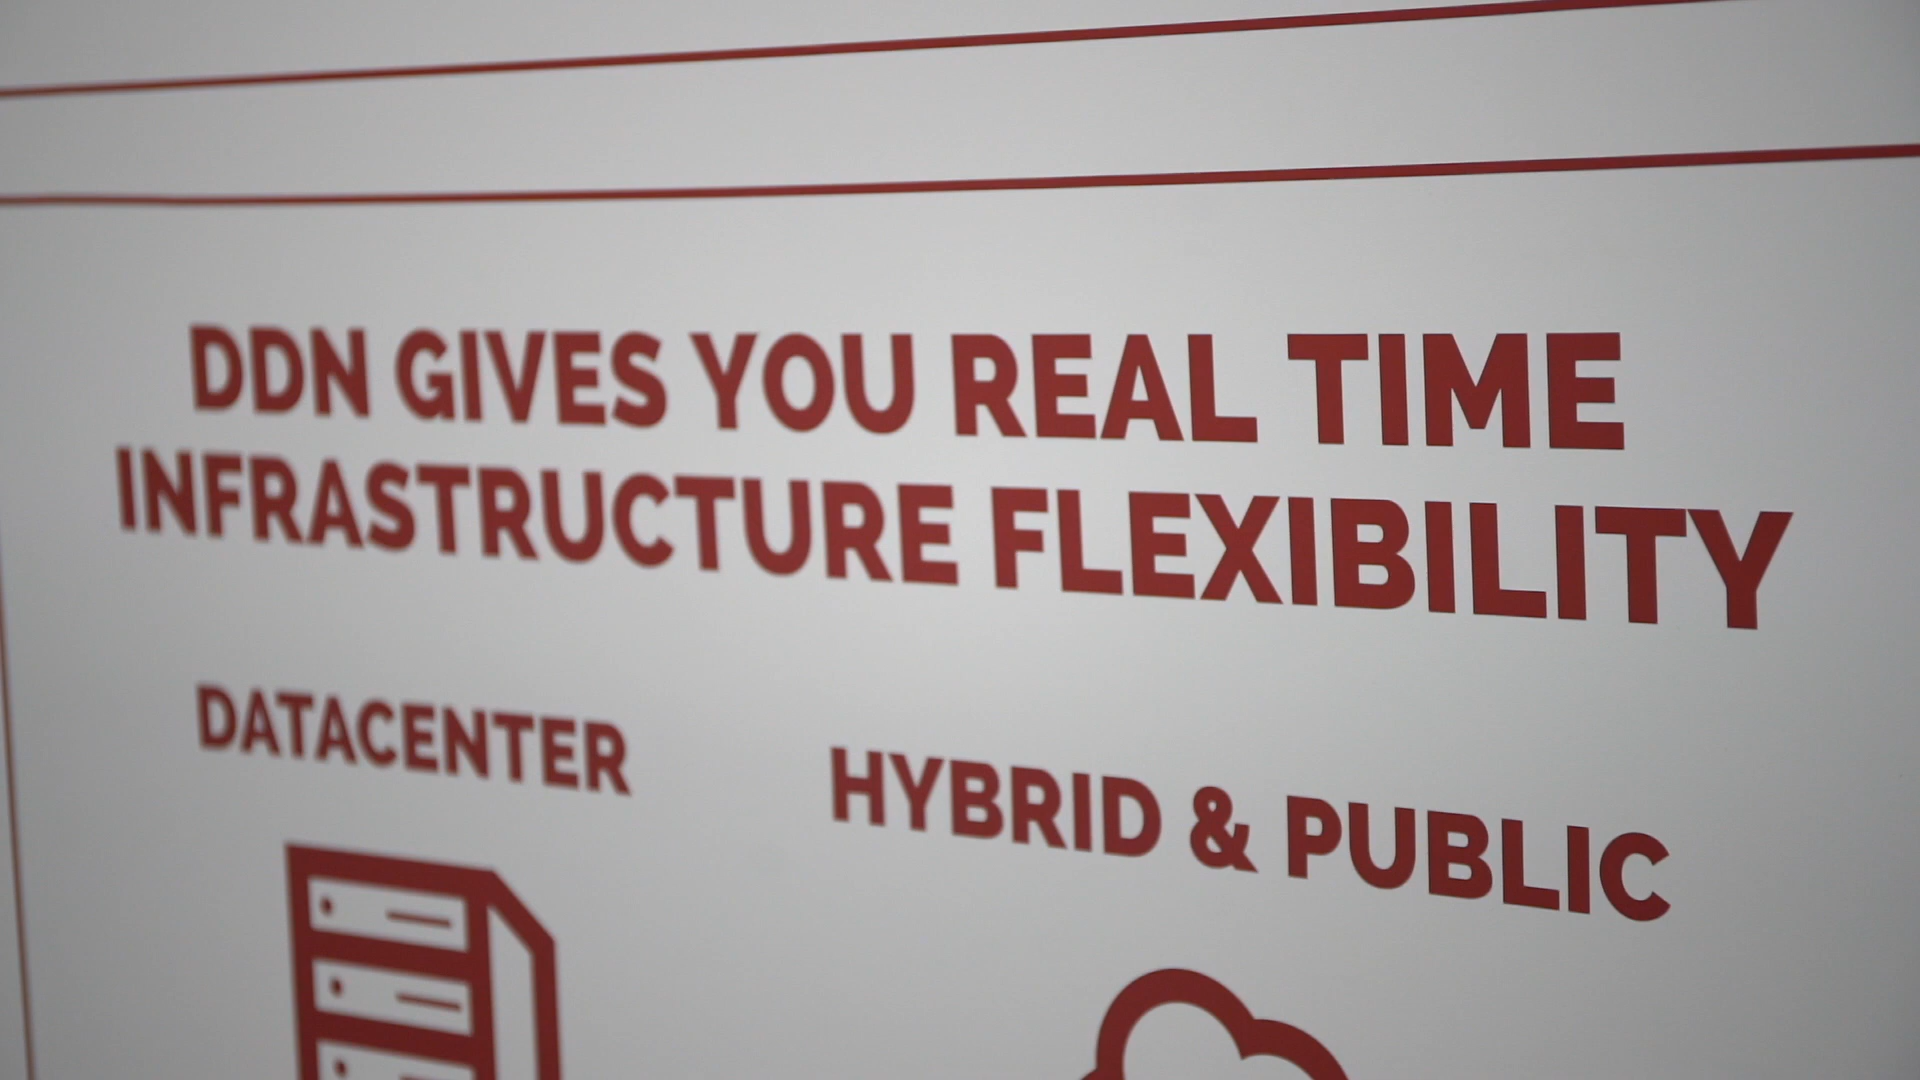 DDN GIVES YOU REAL TIME
INFRASTRUCTURE FLEXIBILITY
DATACENTER
HYBRID & PUBLIC